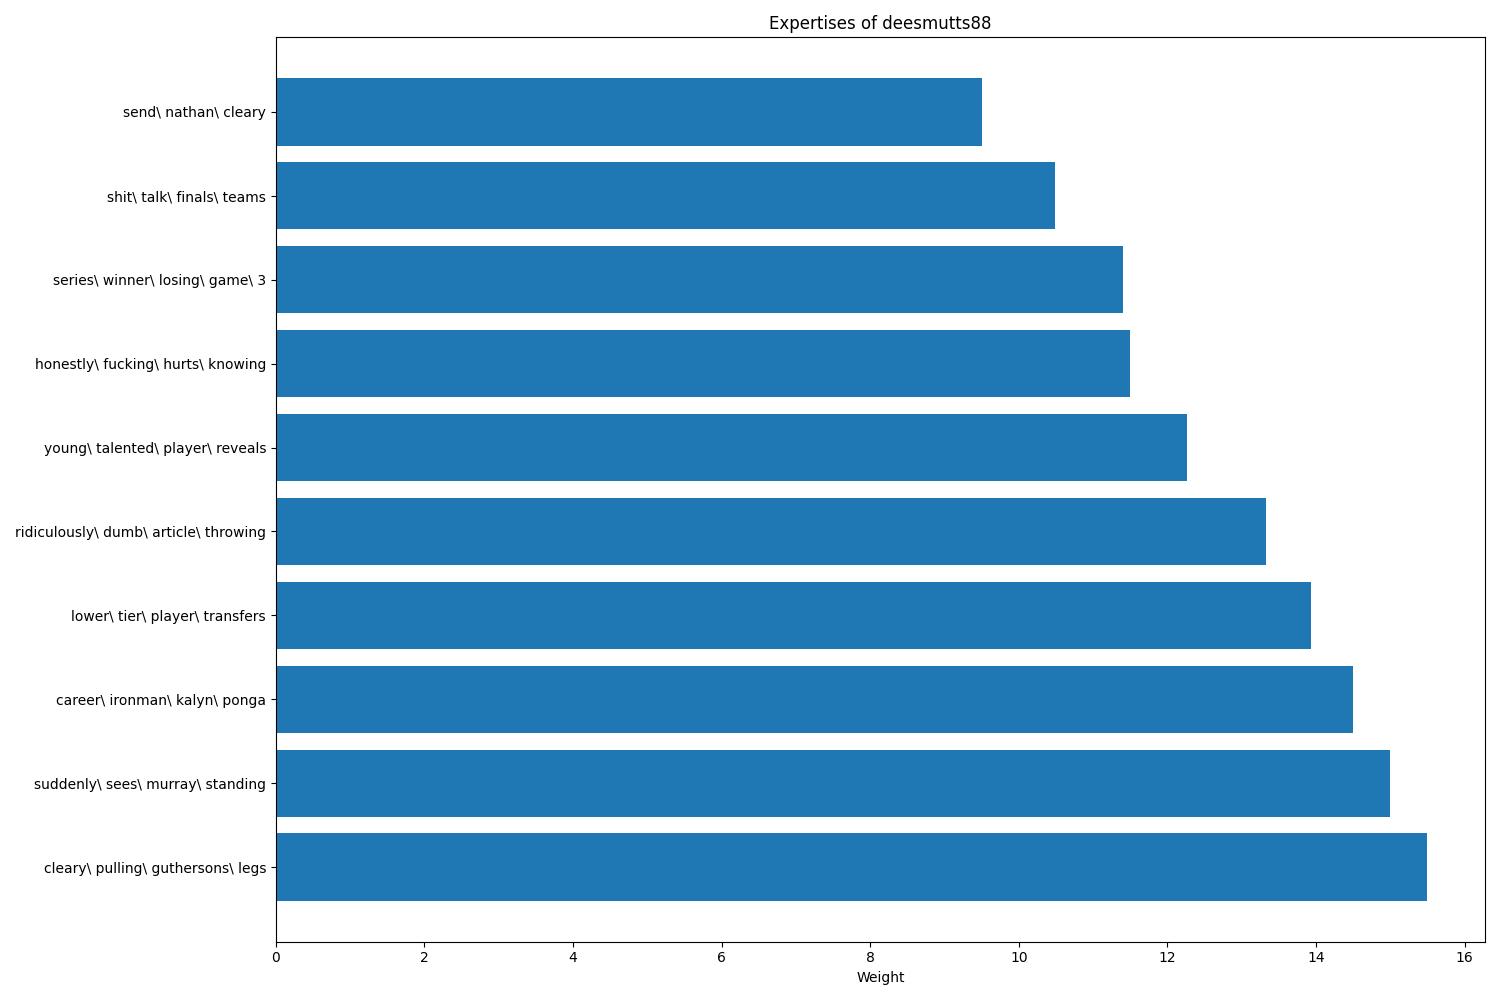 Expertises of deesmutts88
send\ nathan\ cleary
shit\ talk\ finals\ teams
series\ winner\ losing\ game\ 3
honestly\ fucking\ hurts\ knowing
young\ talented\ player\ reveals
ridiculously\ dumb\ article\ throwing
lower\ tier\ player\ transfers
career\ ironman\ kalyn\ ponga
suddenly\ sees\ murray\ standing
cleary\ pulling\ guthersons\ legs
0 2 4 6 8 10 12 14 16
Weight